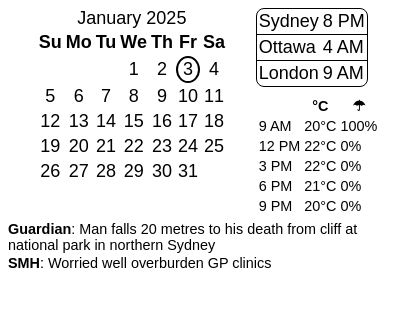 January 2025
Su Mo Tu We Th Fr Sa
1 2 3 4
5 6 7 8 9 10 11
12 13 14 15 16 17 18
19 20 21 22 23 24 25
26 27 28 29 30 31
Sydney 8 PM
Ottawa 4 AM
London 9 AM
°C ☂
9 AM 20°C 100%
12 PM 22°C 0%
3 PM 22°C 0%
6 PM 21°C 0%
9 PM 20°C 0%
Guardian: Man falls 20 metres to his death from cliff at
national park in northern Sydney
SMH: Worried well overburden GP clinics